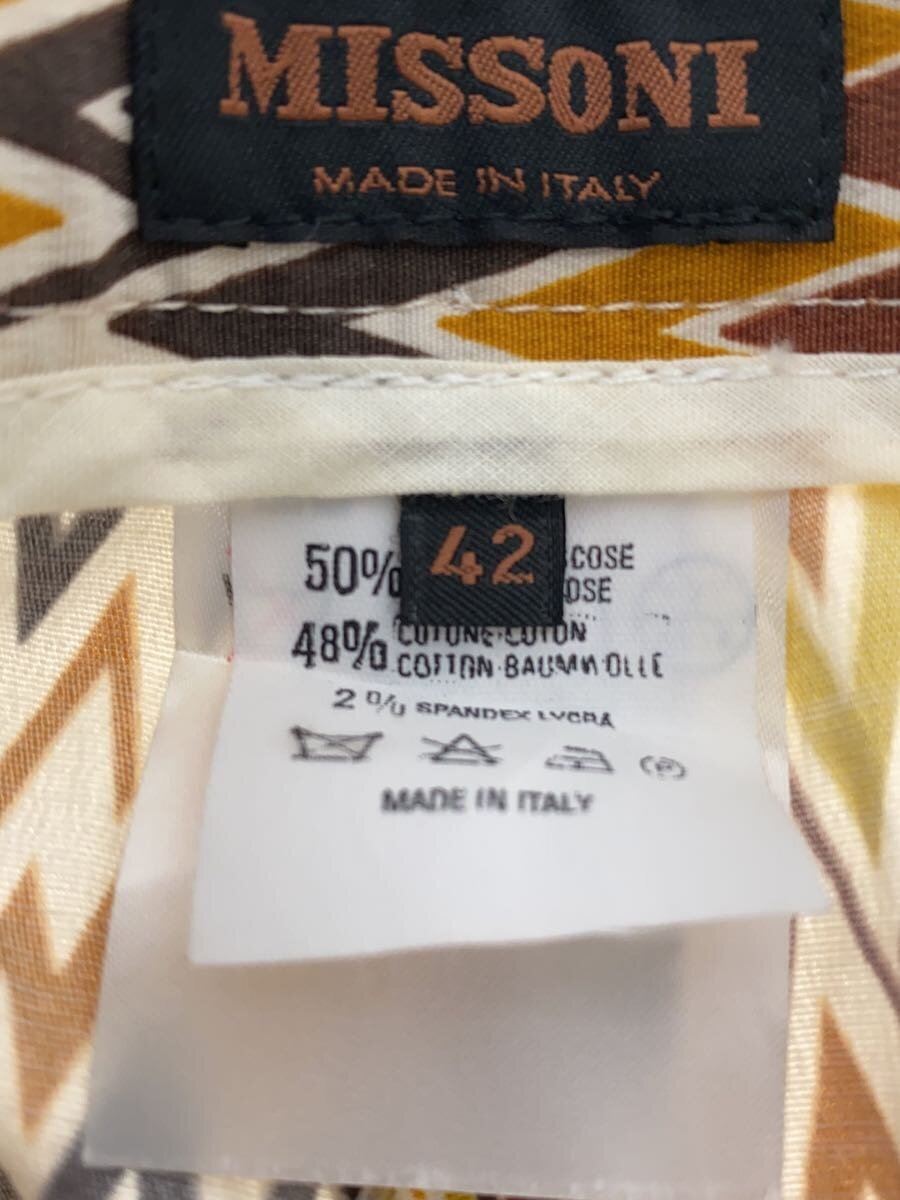 MISSONI
MADE IN ITALY
42
50%
COSE
OSE
48% COTONE·COTON
COTTON·BAUMWOLLE
2% SPANDEX LYCRA
(P)
MADE IN ITALY